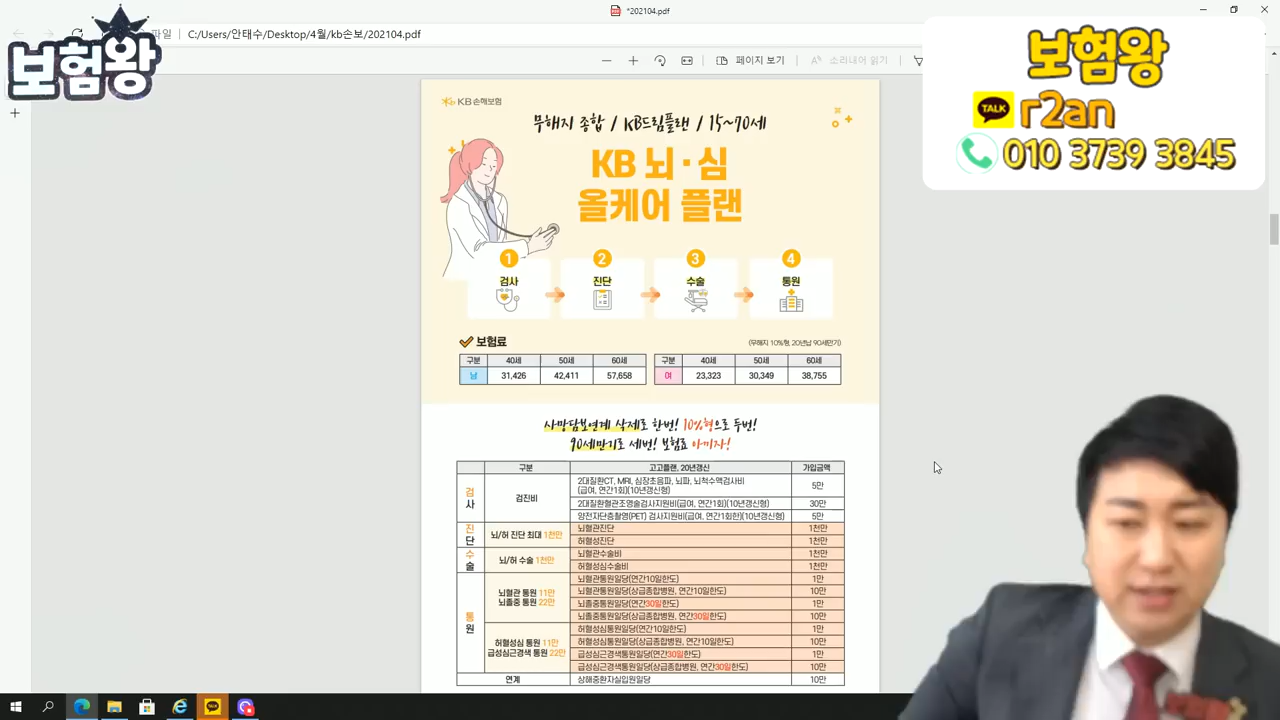 *202104.pdf
파일
C:/Users/안태수/Desktop/4월/kb손보/202104.pdf
페이지 보기
소리내어 읽기
보험왕
보험왕
TALK r2an
010 3739 3845
KB손해보험
무해지 종합 / KB드림플랜 / 15~70세
KB 뇌·심
올케어 플랜
1 2 3 4
검사 진단 수술 통원
보험료
(무해지 10%형, 20년납 90세만기)
구분 40세 50세 60세
남 31,426 42,411 57,658
구분 40세 50세 60세
여 23,323 30,349 38,755
사망담보연계 삭제로 한번! 10%형으로 두번!
90세만기로 세번! 보험료 아끼자!
구분 고고플랜, 20년갱신 가입금액
검사 검진비
2대질환CT, MRI, 심장초음파, 뇌파, 뇌척수액검사비
(급여, 연간1회)(10년갱신형) 5만
2대질환혈관조영술검사지원비(급여, 연간1회)(10년갱신형) 30만
양전자단층촬영(PET) 검사지원비(급여, 연간1회한)(10년갱신형) 5만
진단 뇌/허 진단 최대 1천만
뇌혈관진단 1천만
허혈성진단 1천만
수술 뇌/허 수술 1천만
뇌혈관수술비 1천만
허혈성심수술비 1천만
통원
뇌혈관 통원 11만
뇌졸중 통원 22만
뇌혈관통원일당(연간10일한도) 1만
뇌혈관통원일당(상급종합병원, 연간10일한도) 10만
뇌졸중통원일당(연간30일한도) 1만
뇌졸중통원일당(상급종합병원, 연간30일한도) 10만
허혈성심 통원 11만
급성심근경색 통원 22만
허혈성심통원일당(연간10일한도) 1만
허혈성심통원일당(상급종합병원, 연간10일한도) 10만
급성심근경색통원일당(연간30일한도) 1만
급성심근경색통원일당(상급종합병원, 연간30일한도) 10만
연계 상해중환자실입원일당 10만